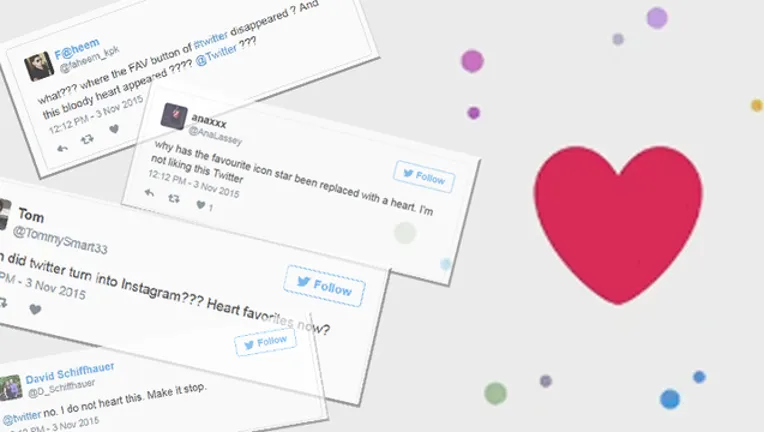 F@heem
@faheem_kpk
what??? where the FAV button of #twitter disappeared ? And
this bloody heart appeared ???? @Twitter ???
12:12 PM - 3 Nov 2015
anaxxx
@AnaLassey
Follow
why has the favourite icon star been replaced with a heart. I'm
not liking this Twitter
12:12 PM - 3 Nov 2015
1
Tom
@TommySmart33
Follow
did twitter turn into Instagram??? Heart favorites now?
PM - 3 Nov 2015
David Schiffhauer
@D_Schiffhauer
Follow
@twitter no. I do not heart this. Make it stop.
PM - 3 Nov 2015